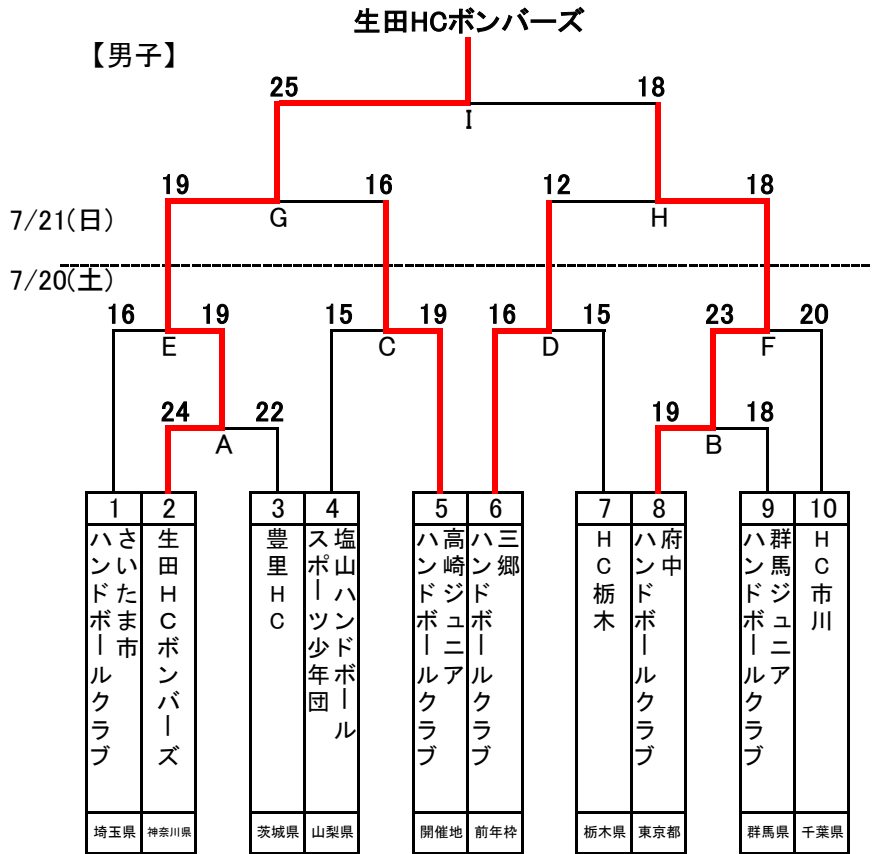 生田HCボンバーズ
【男子】
25
18
I
19
16
12
18
G
H
7/21(日)
7/20(土)
16
19
15
19
16
15
23
20
E
C
D
F
24
22
19
18
A
B
1
2
3
4
5
6
7
8
9
10
さいたま市
ハンドボールクラブ
生田HCボンバーズ
豊里HC
塩山ハンドボール
スポーツ少年団
高崎ジュニア
ハンドボールクラブ
三郷
ハンドボールクラブ
HC栃木
府中
ハンドボールクラブ
群馬ジュニア
ハンドボールクラブ
HC市川
埼玉県
神奈川県
茨城県
山梨県
開催地
前年枠
栃木県
東京都
群馬県
千葉県